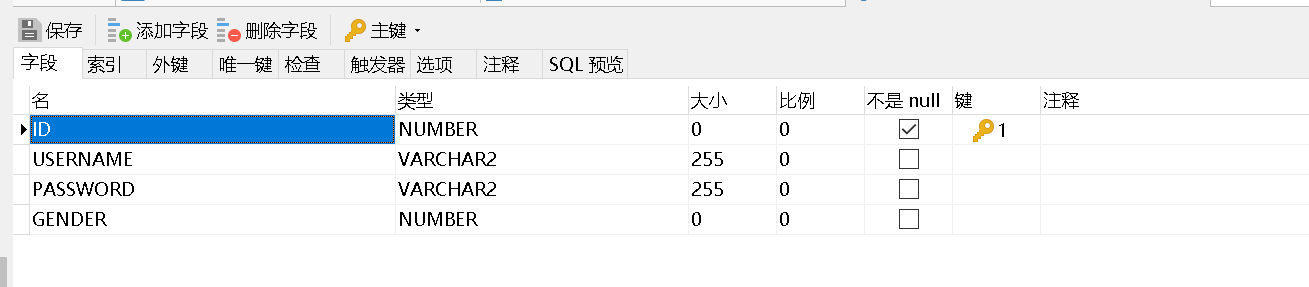 保存 添加字段 删除字段 主键
字段 索引 外键 唯一键 检查 触发器 选项 注释 SQL 预览
名 类型 大小 比例 不是 null 键 注释
ID NUMBER 0 0 1
USERNAME VARCHAR2 255 0
PASSWORD VARCHAR2 255 0
GENDER NUMBER 0 0